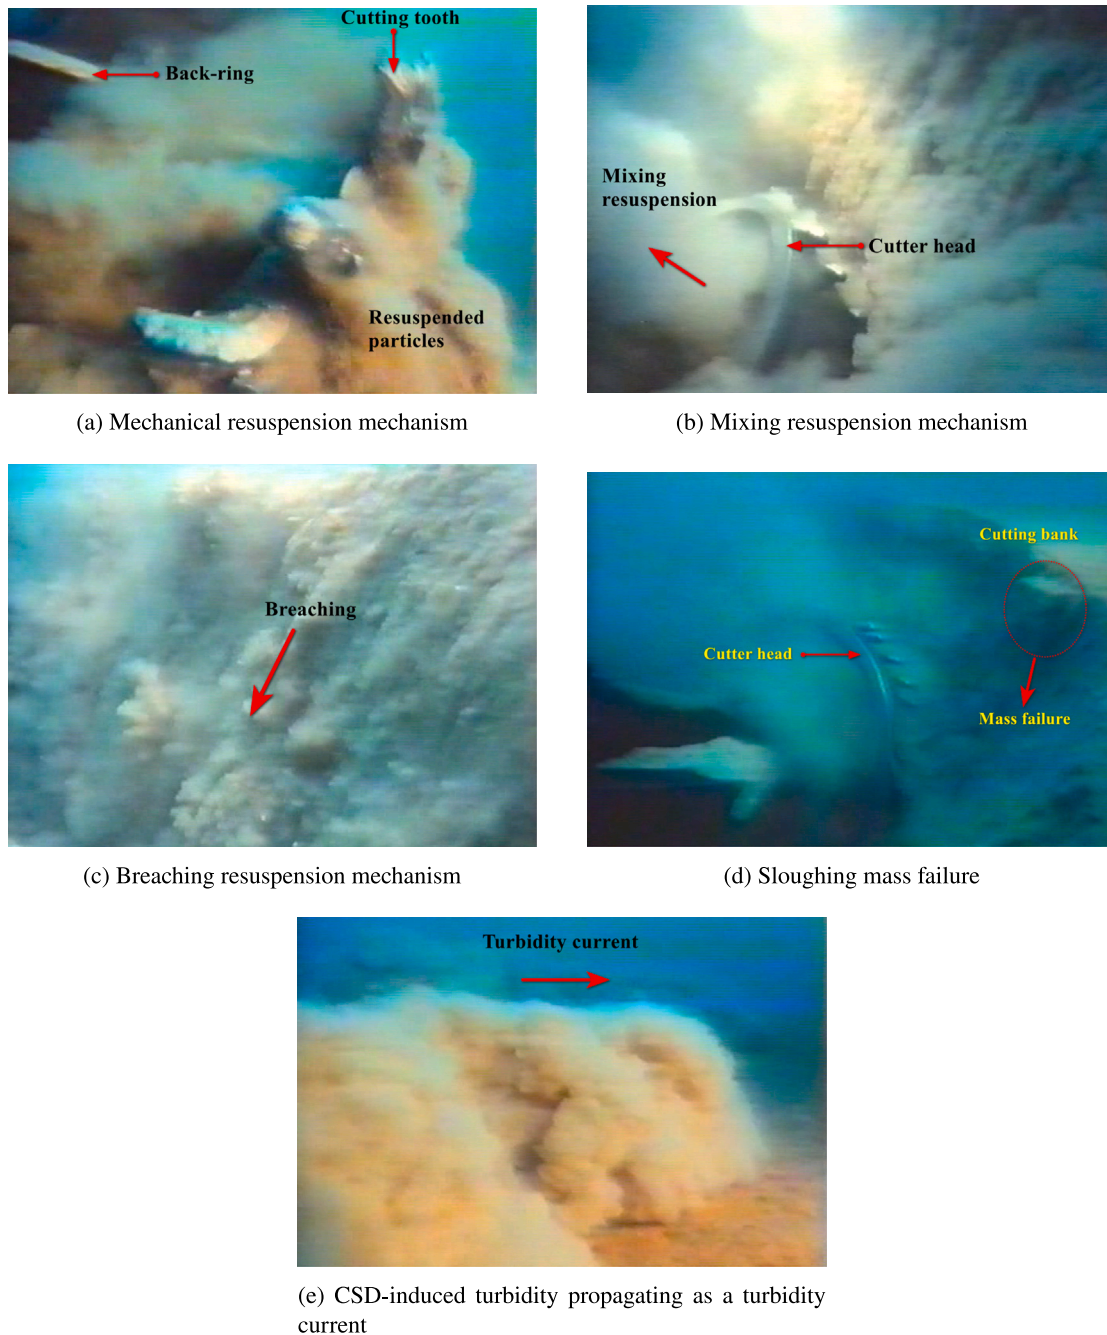 Cutting tooth
Back-ring
Resuspended
particles
(a) Mechanical resuspension mechanism
Mixing
resuspension
Cutter head
(b) Mixing resuspension mechanism
Breaching
(c) Breaching resuspension mechanism
Cutting bank
Cutter head
Mass failure
(d) Sloughing mass failure
Turbidity current
(e) CSD-induced turbidity propagating as a turbidity
current